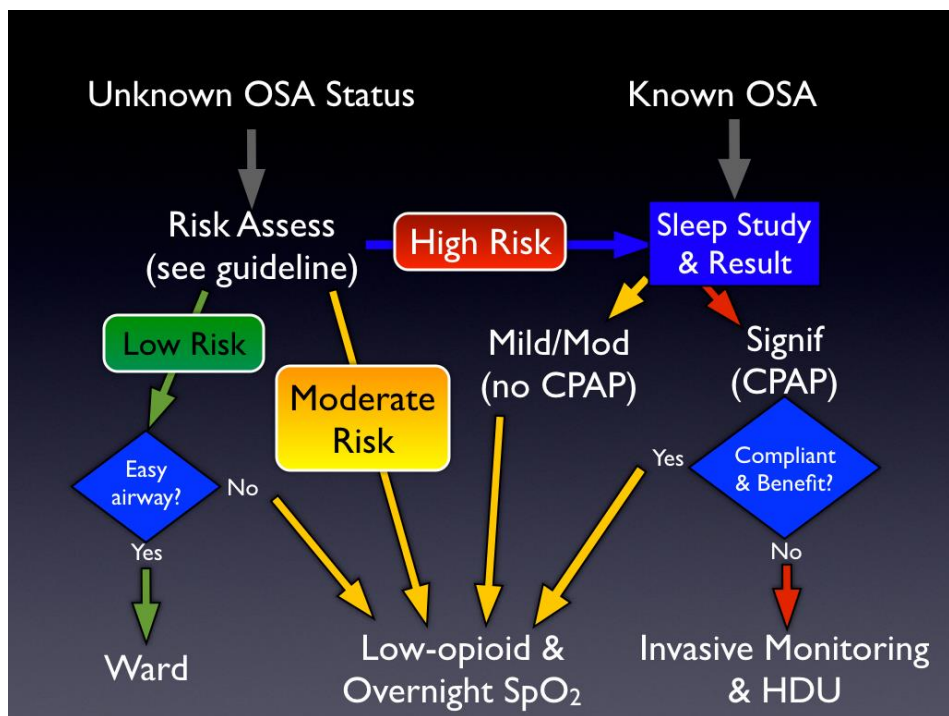 Unknown OSA Status
Known OSA
Risk Assess
(see guideline)
High Risk
Sleep Study
& Result
Low Risk
Moderate
Risk
Mild/Mod
(no CPAP)
Signif
(CPAP)
Easy
airway?
No
Yes
Yes
Compliant
& Benefit?
No
Ward
Low-opioid &
Overnight SpO₂
Invasive Monitoring
& HDU